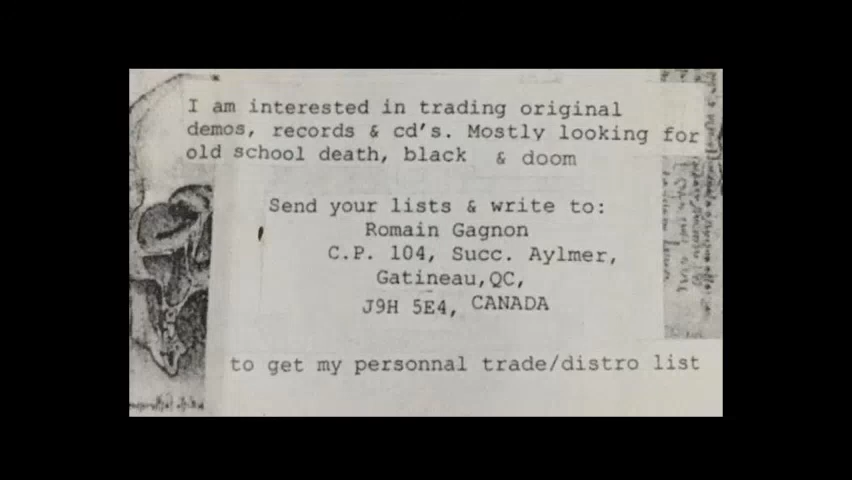 I am interested in trading original
demos, records & cd's. Mostly looking for
old school death, black & doom
Send your lists & write to:
Romain Gagnon
C.P. 104, Succ. Aylmer,
Gatineau,QC,
J9H 5E4, CANADA
to get my personnal trade/distro list